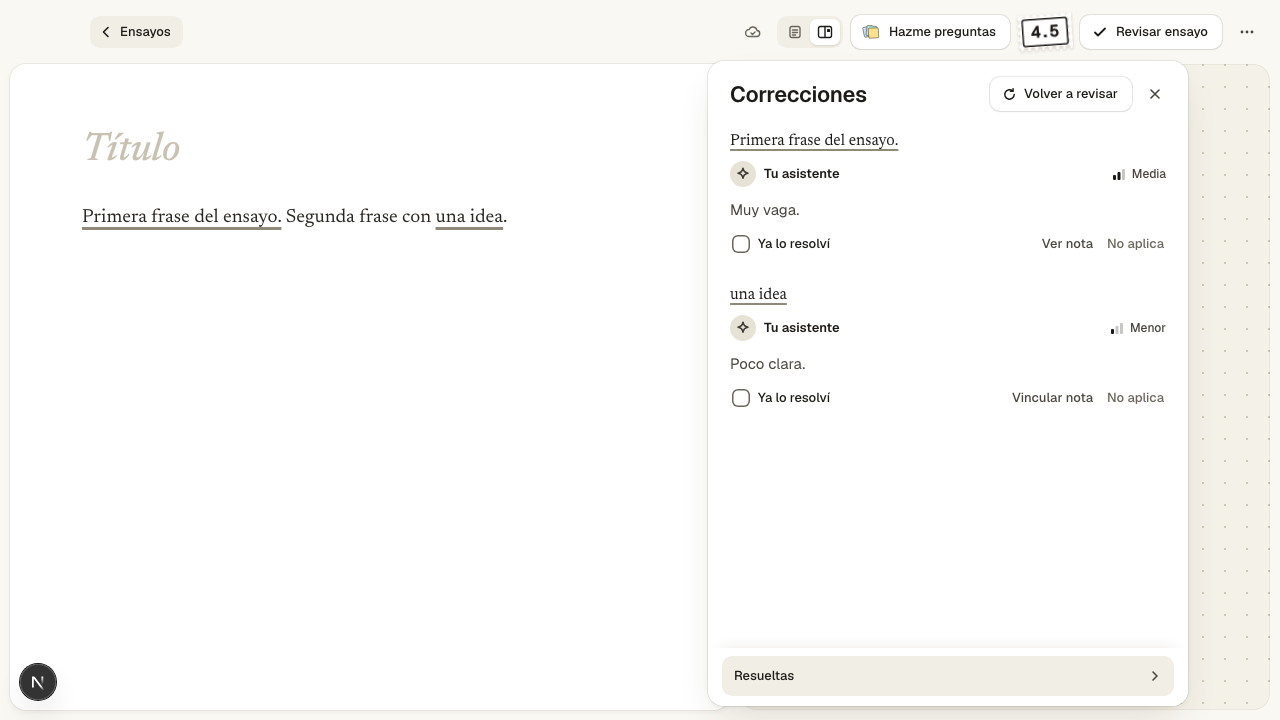 Ensayos
Hazme preguntas
4.5
Revisar ensayo
Título
Primera frase del ensayo. Segunda frase con una idea.
Correcciones
Volver a revisar
Primera frase del ensayo.
Tu asistente
Media
Muy vaga.
Ya lo resolví
Ver nota
No aplica
una idea
Tu asistente
Menor
Poco clara.
Ya lo resolví
Vincular nota
No aplica
Resueltas
N